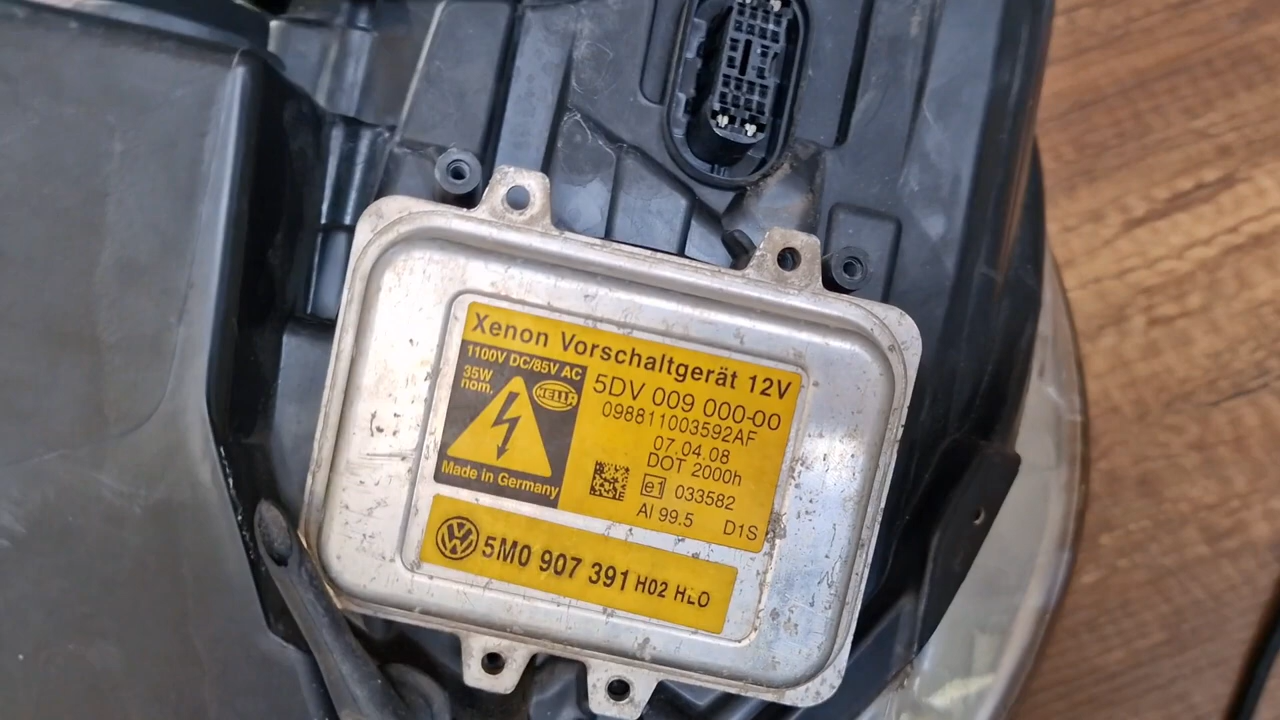 Xenon Vorschaltgerät 12V
1100V DC/85V AC
35W
nom.
HELLA
Made in Germany
5DV 009 000-00
098811003592AF
07.04.08
DOT 2000h
e1 033582
Al 99.5 D1S
VW
5M0 907 391 H02 HLO